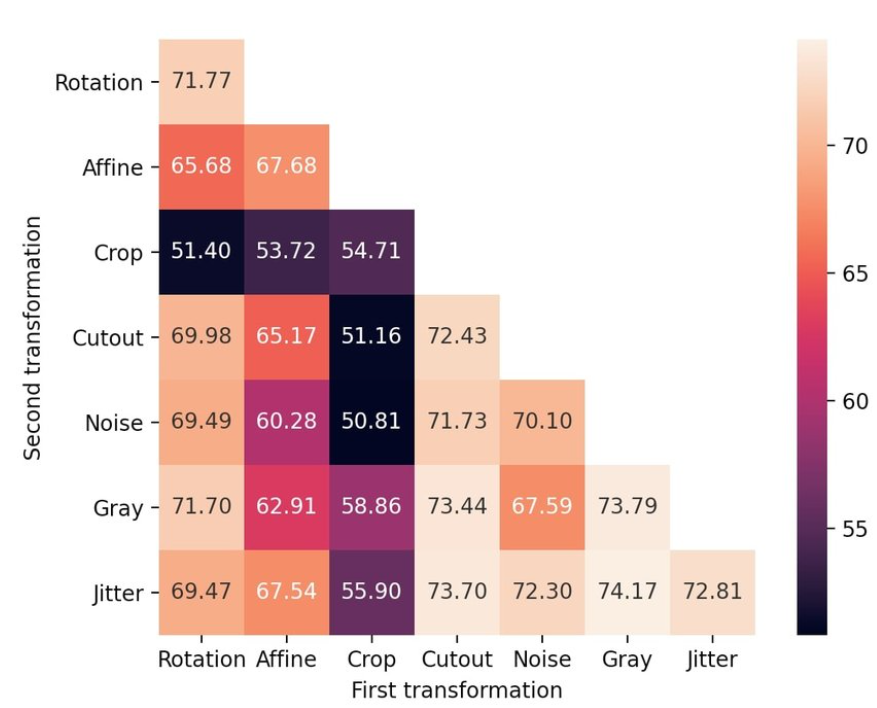 Second transformation
Rotation 71.77
Affine 65.68 67.68
Crop 51.40 53.72 54.71
Cutout 69.98 65.17 51.16 72.43
Noise 69.49 60.28 50.81 71.73 70.10
Gray 71.70 62.91 58.86 73.44 67.59 73.79
Jitter 69.47 67.54 55.90 73.70 72.30 74.17 72.81
Rotation Affine Crop Cutout Noise Gray Jitter
First transformation
70
65
60
55